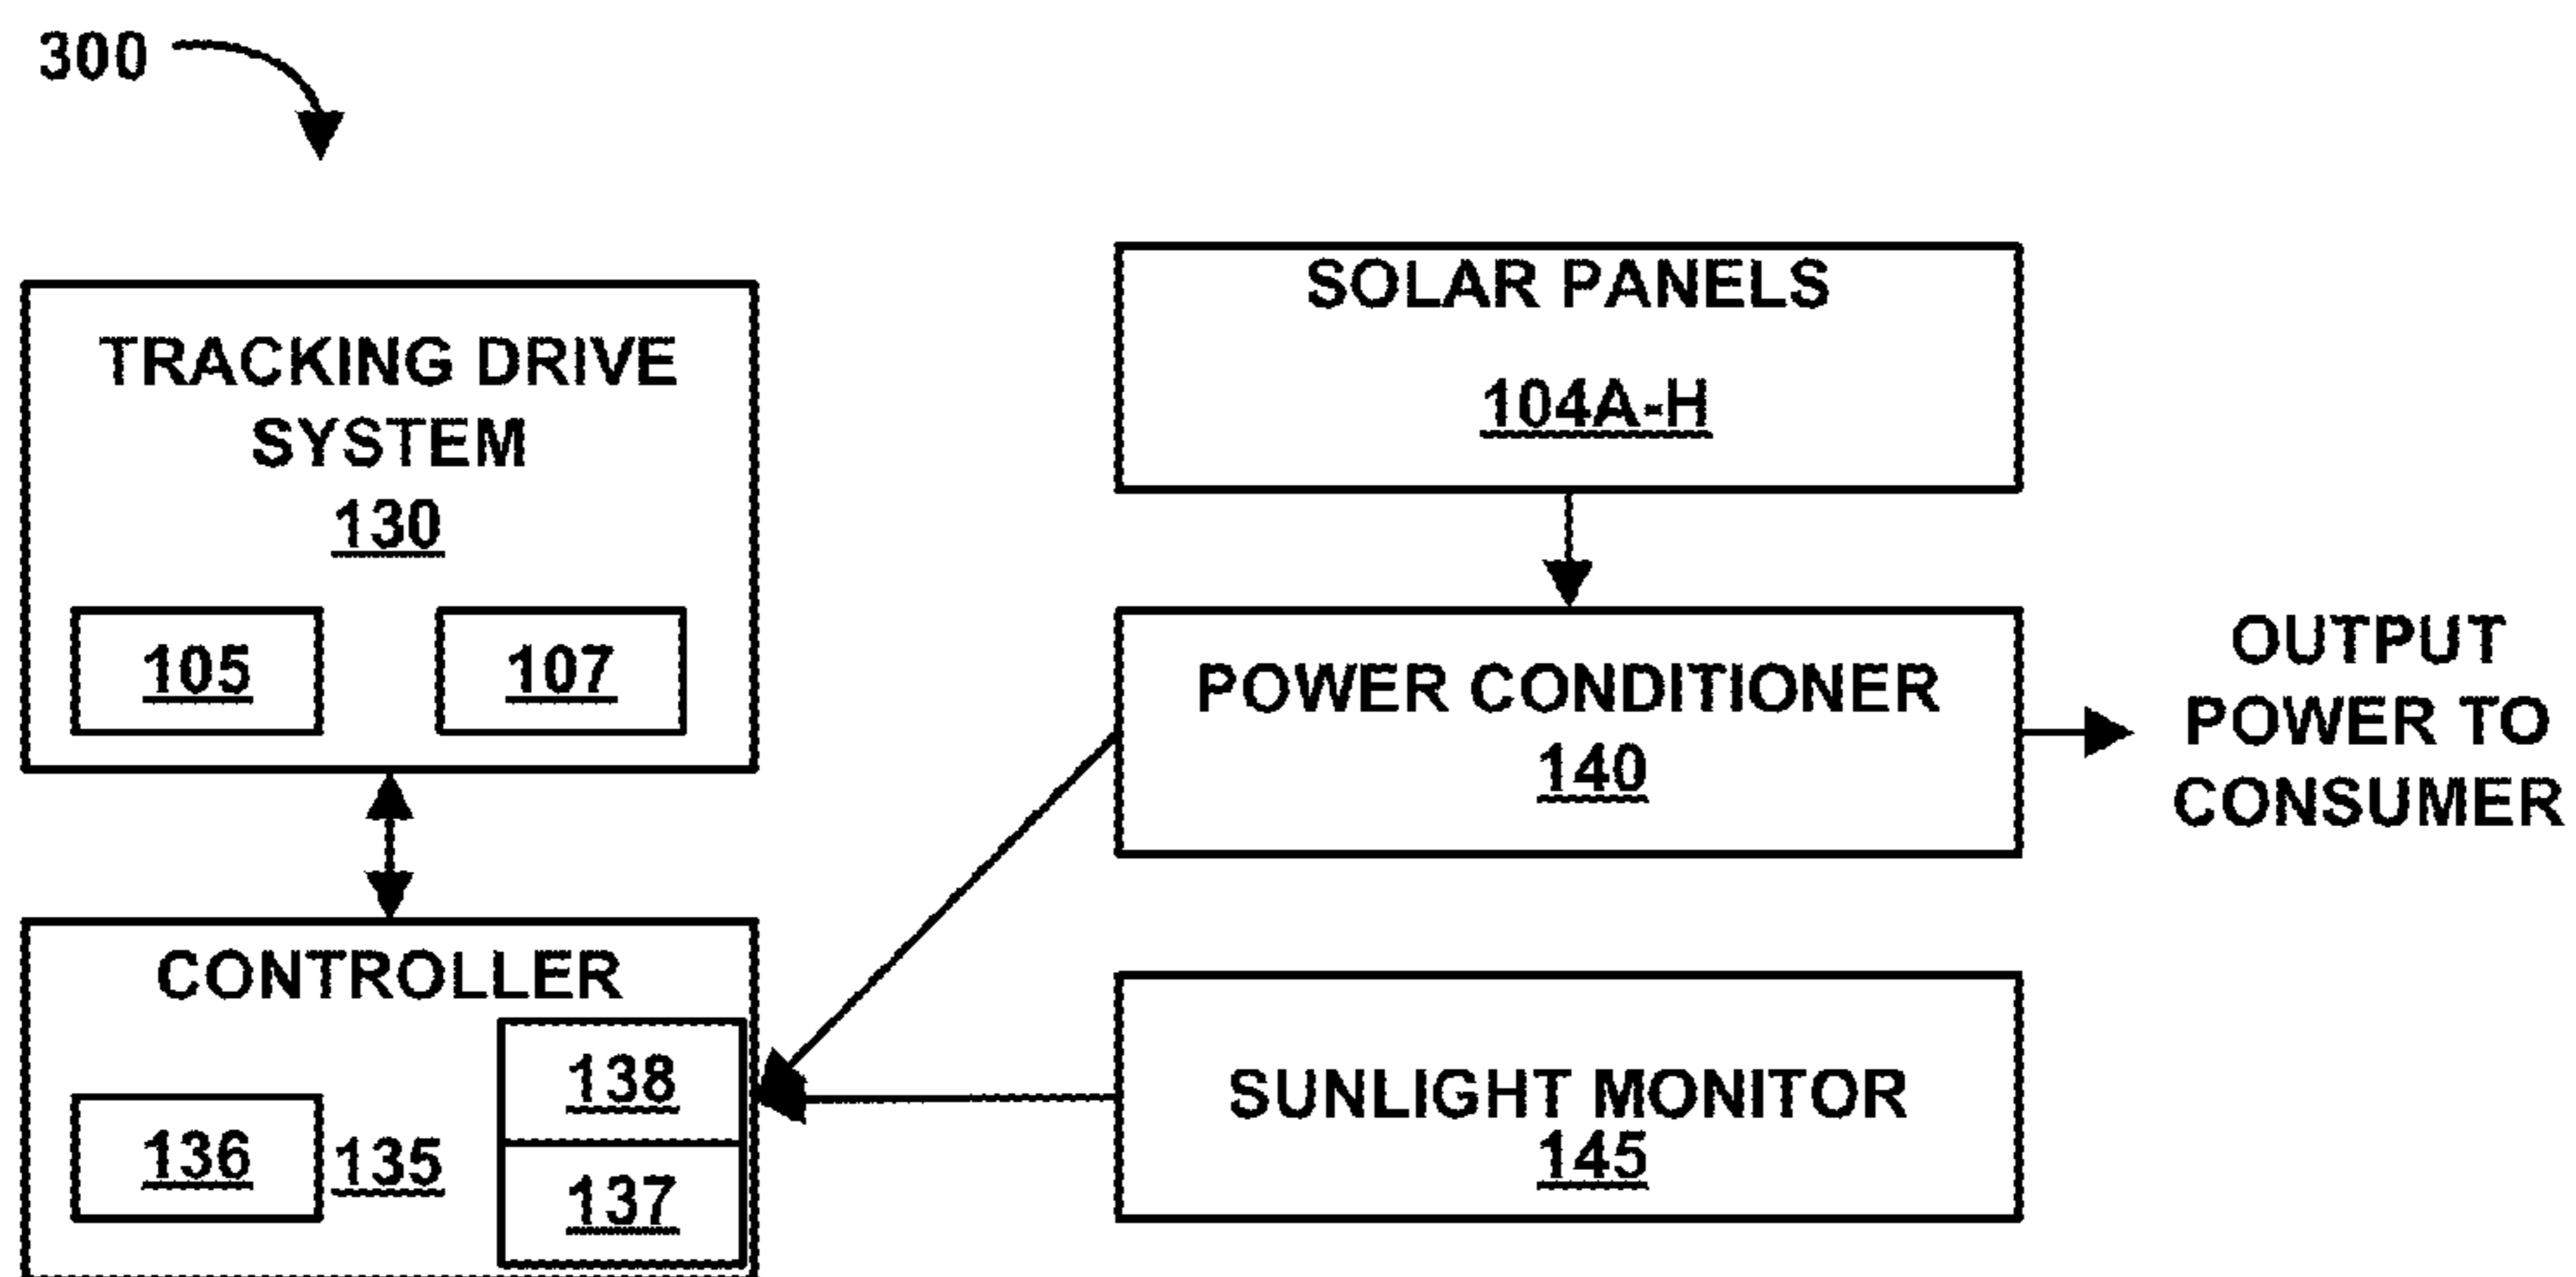 300
TRACKING DRIVE
SYSTEM
130
105
107
SOLAR PANELS
104A-H
POWER CONDITIONER
140
OUTPUT
POWER TO
CONSUMER
CONTROLLER
138
136
135
137
SUNLIGHT MONITOR
145